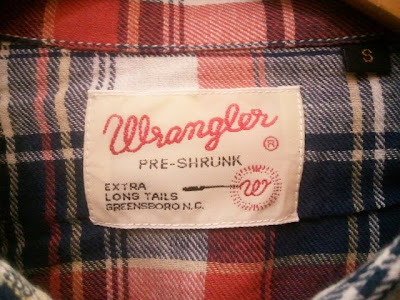 Wrangler ®
PRE-SHRUNK
EXTRA
LONG TAILS
GREENSBORO N.C.
W
S